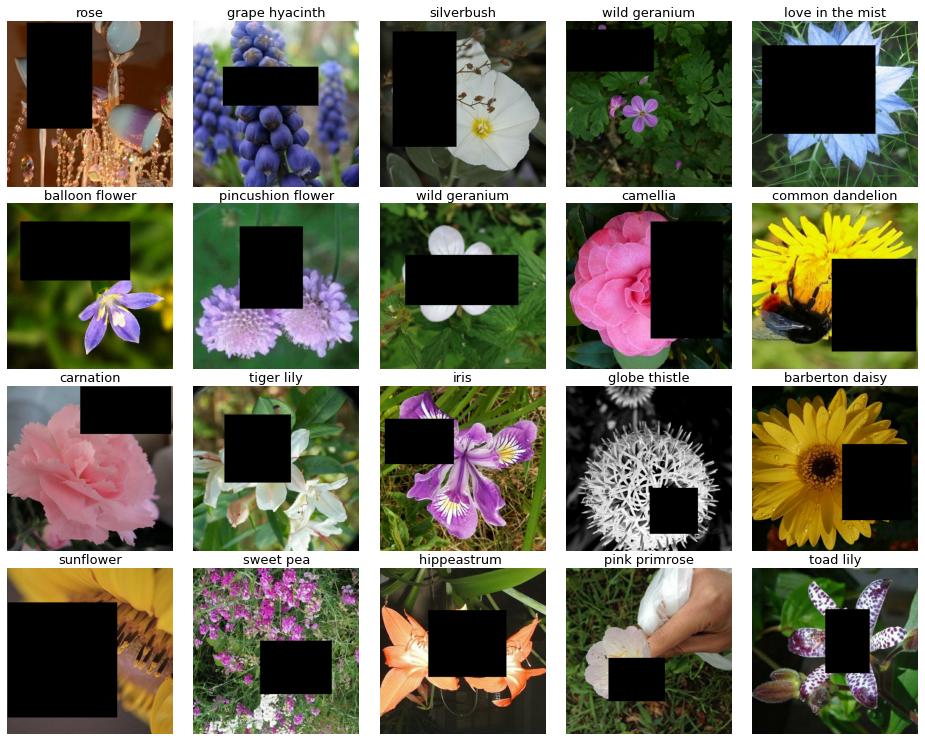 rose
grape hyacinth
silverbush
wild geranium
love in the mist
balloon flower
pincushion flower
wild geranium
camellia
common dandelion
carnation
tiger lily
iris
globe thistle
barberton daisy
sunflower
sweet pea
hippeastrum
pink primrose
toad lily